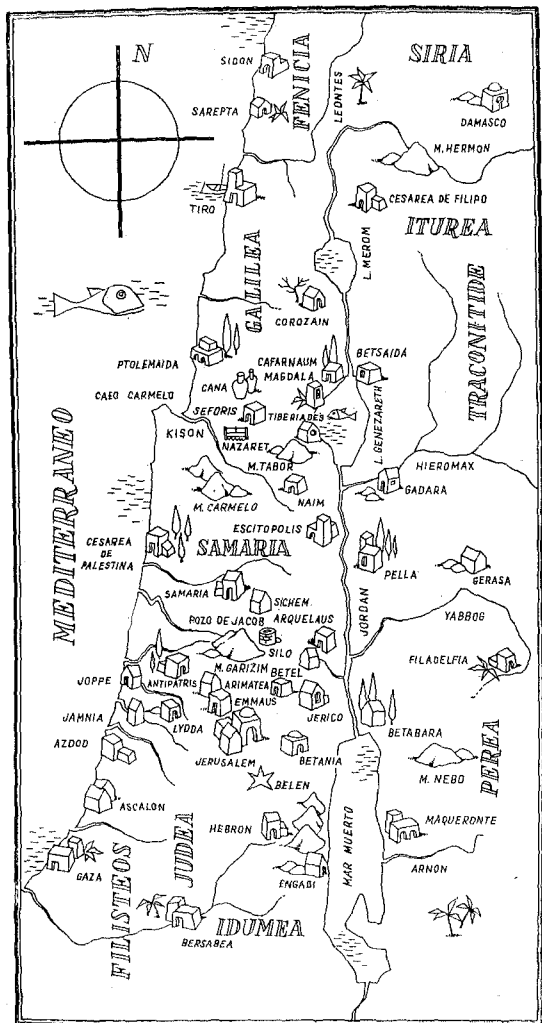 N
SIDON
FENICIA
LEONTES
SIRIA
SAREPTA
DAMASCO
M. HERMON
TIRO
CESAREA DE FILIPO
ITUREA
L. MEROM
GALILEA
COROZAIN
TRACONITIDE
PTOLEMAIDA
CAFARNAUM
BETSAIDA
MAGDALA
CANA
CABO CARMELO
SEFORIS
TIBERIADES
L. GENEZARETH
KISON
NAZARET
M. TABOR
HIEROMAX
GADARA
MEDITERRANEO
M. CARMELO
NAIM
ESCITOPOLIS
CESAREA
DE
PALESTINA
SAMARIA
PELLA
GERASA
SAMARIA
SICHEM
JORDAN
YABBOG
POZO DE JACOB
ARQUELAUS
SILO
FILADELFIA
M. GARIZIM
BETEL
JOPPE
ANTIPATRIS
ARIMATEA
EMMAUS
JERICO
JAMNIA
LYDDA
BETABARA
AZDOD
JERUSALEM
BETANIA
PEREA
M. NEBO
BELEN
ASCALON
HEBRON
MAR MUERTO
MAQUERONTE
JUDEA
GAZA
ENGADI
ARNON
FILISTEOS
IDUMEA
BERSABEA